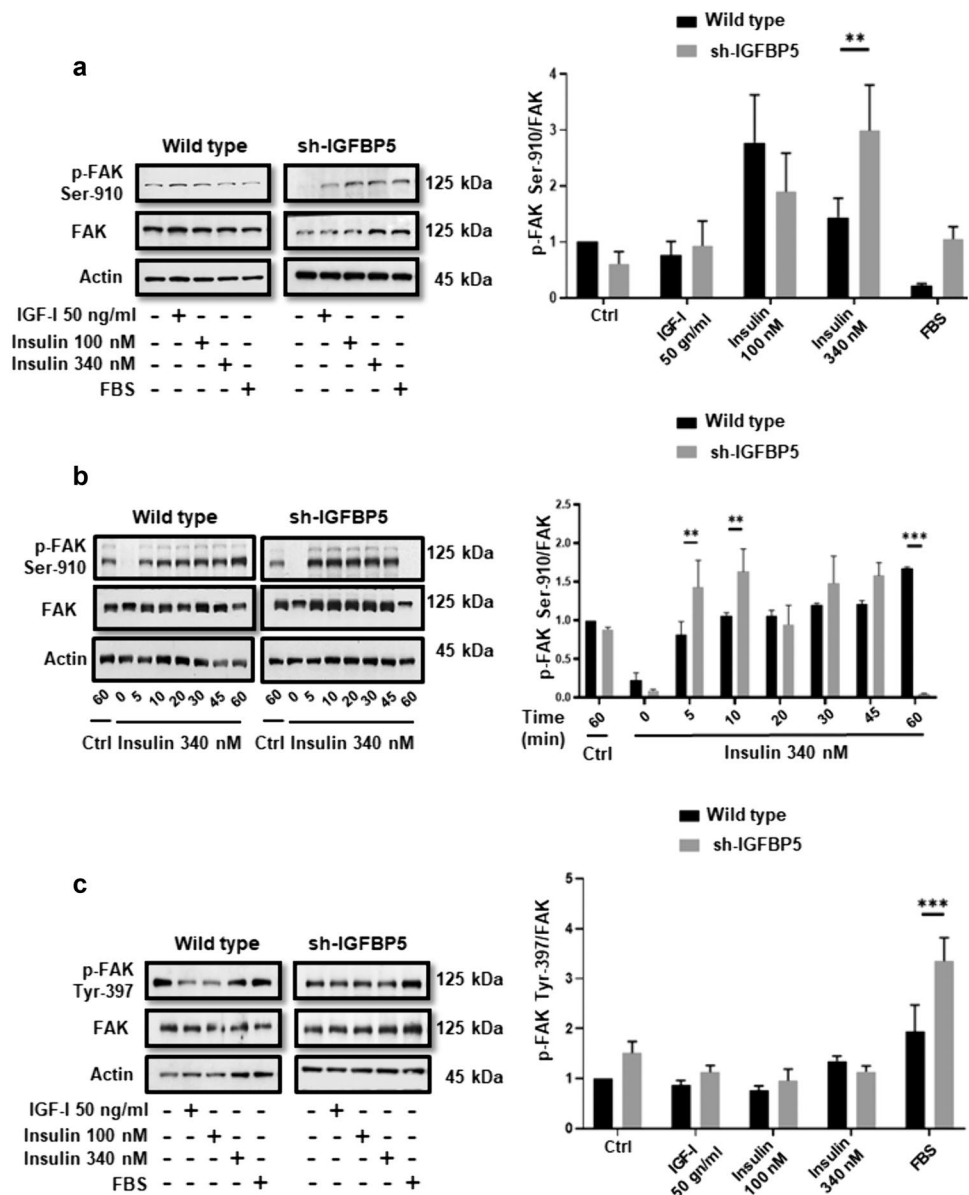 a
Wild type
sh-IGFBP5
p-FAK
Ser-910
125 kDa
FAK
125 kDa
Actin
45 kDa
IGF-I 50 ng/ml - + - - - - + - - -
Insulin 100 nM - - + - - - - + - -
Insulin 340 nM - - - + - - - - + -
FBS - - - - + - - - - +
Wild type
sh-IGFBP5
**
p-FAK Ser-910/FAK
4
3
2
1
0
Ctrl
IGF-I
50 gn/ml
Insulin
100 nM
Insulin
340 nM
FBS
b
Wild type
sh-IGFBP5
p-FAK
Ser-910
125 kDa
FAK
125 kDa
Actin
45 kDa
60 0 5 10 20 30 45 60 60 0 5 10 20 30 45 60
Ctrl Insulin 340 nM Ctrl Insulin 340 nM
Wild type
sh-IGFBP5
** ** ***
p-FAK Ser-910/FAK
2.5
2.0
1.5
1.0
0.5
0.0
Time
(min)
60 0 5 10 20 30 45 60
Ctrl Insulin 340 nM
c
Wild type
sh-IGFBP5
p-FAK
Tyr-397
125 kDa
FAK
125 kDa
Actin
45 kDa
IGF-I 50 ng/ml - + - - - - + - - -
Insulin 100 nM - - + - - - - + - -
Insulin 340 nM - - - + - - - - + -
FBS - - - - + - - - - +
Wild type
sh-IGFBP5
***
p-FAK Tyr-397/FAK
5
4
3
2
1
0
Ctrl
IGF-I
50 gn/ml
Insulin
100 nM
Insulin
340 nM
FBS